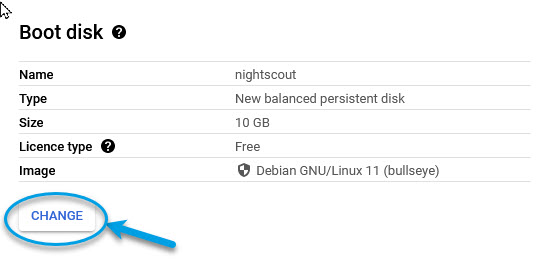 Boot disk ?
Name nightscout
Type New balanced persistent disk
Size 10 GB
Licence type ? Free
Image Debian GNU/Linux 11 (bullseye)
CHANGE